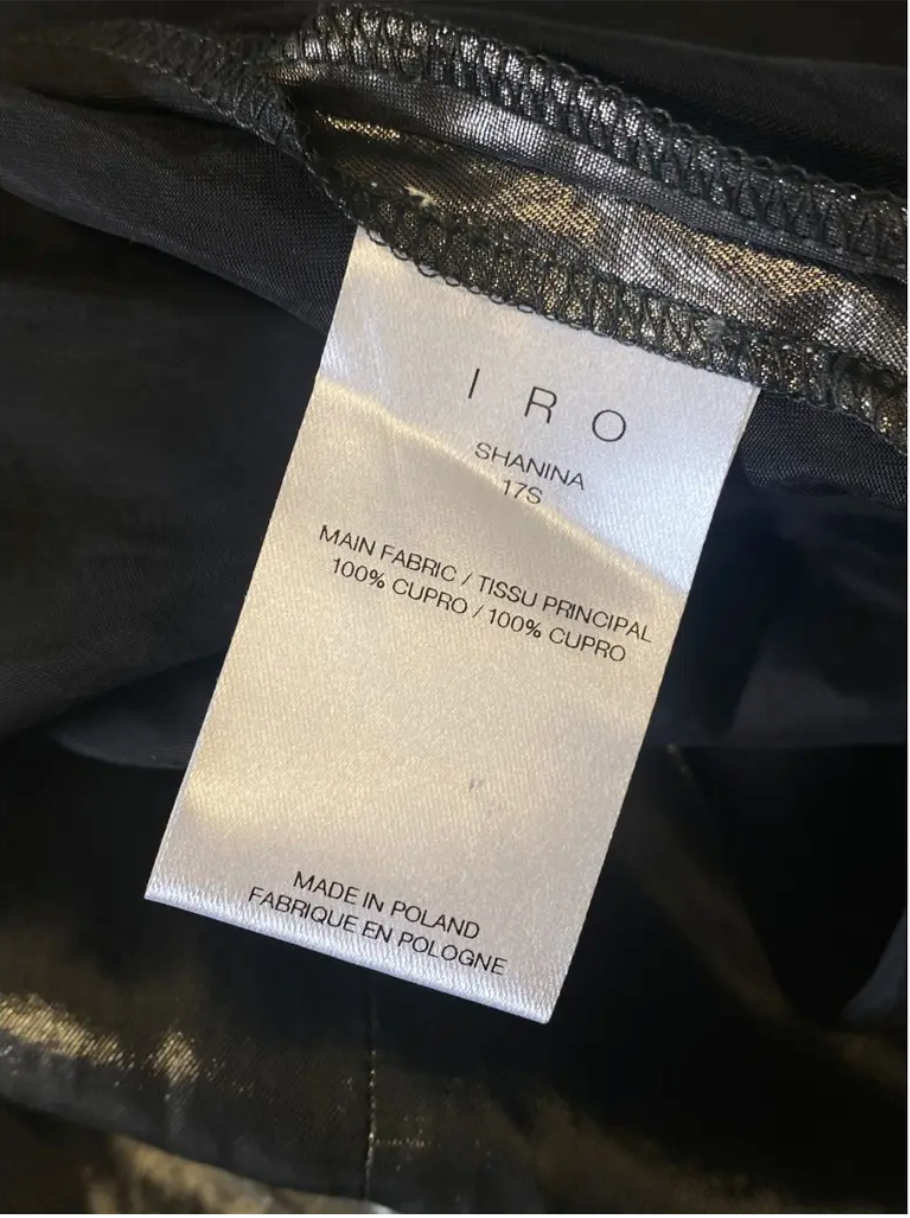 I R O
SHANINA
17S
MAIN FABRIC / TISSU PRINCIPAL
100% CUPRO / 100% CUPRO
MADE IN POLAND
FABRIQUE EN POLOGNE